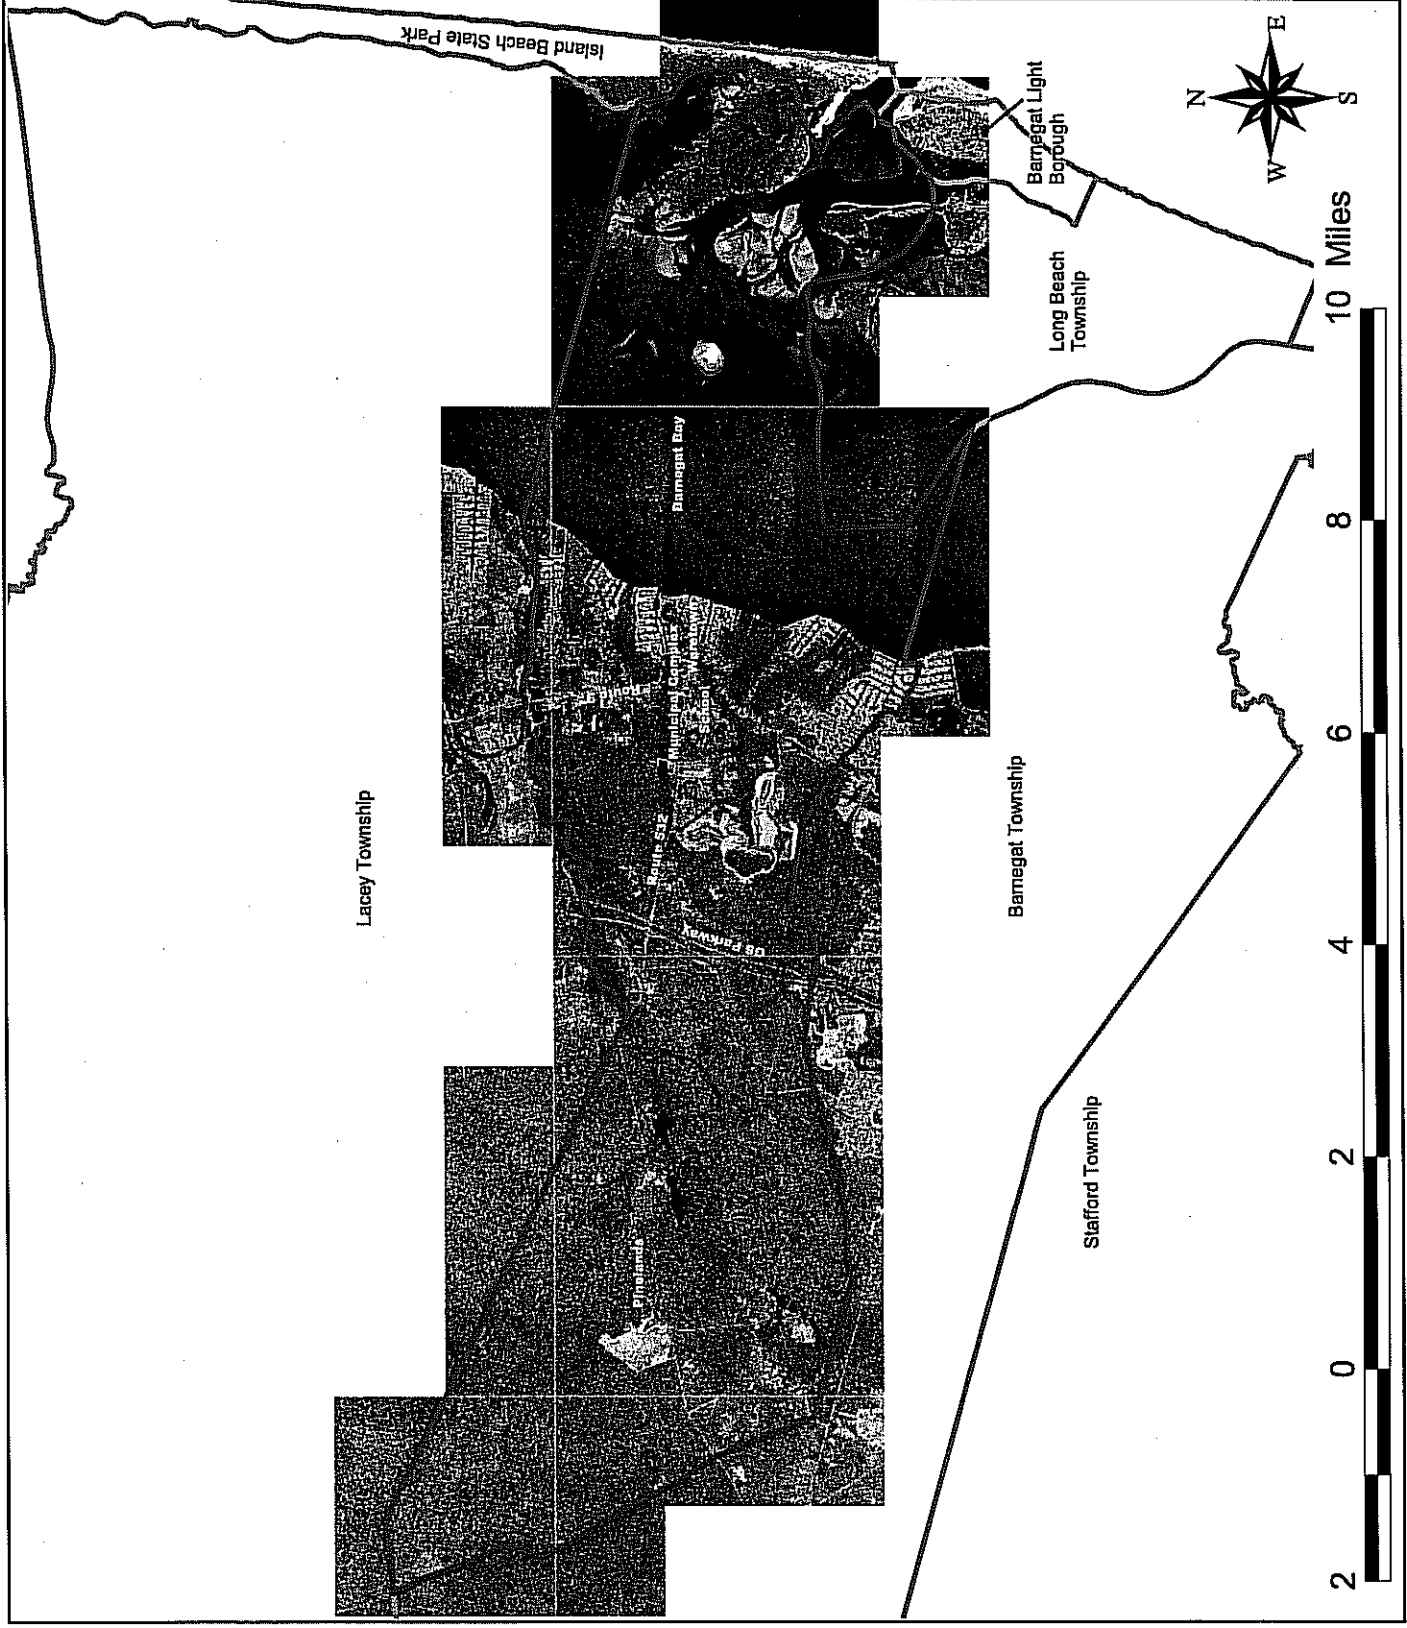 Island Beach State Park
Lacey Township
Barnegat Bay
Route 9
Municipal Complex
Waretown
School
Route 532
GS Parkway
Pinelands
Barnegat Light
Borough
Long Beach
Township
Barnegat Township
Stafford Township
N
E
S
W
2 0 2 4 6 8 10 Miles